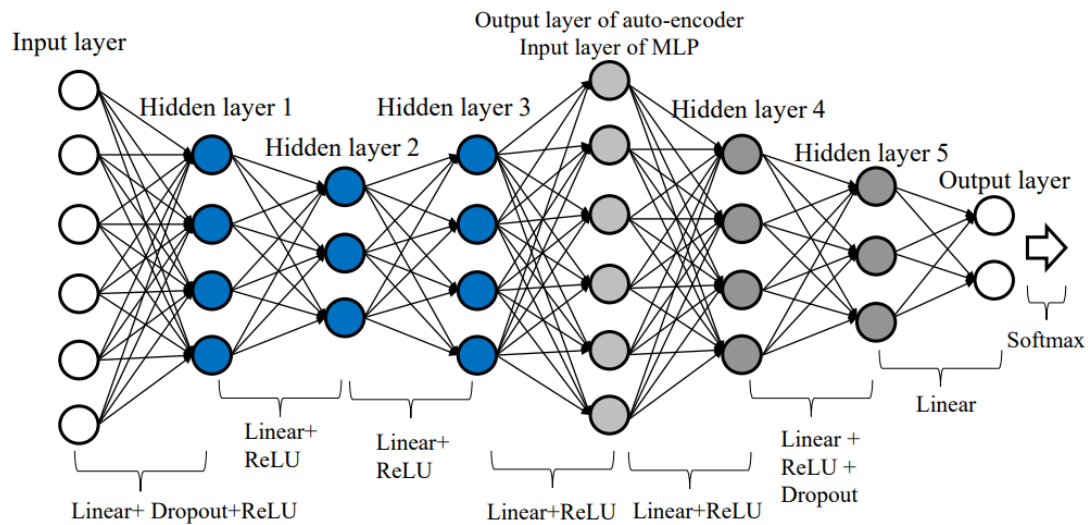 Output layer of auto-encoder
Input layer of MLP
Input layer
Hidden layer 1
Hidden layer 3
Hidden layer 4
Hidden layer 2
Hidden layer 5
Output layer
Softmax
Linear
Linear+
ReLU
Linear+
ReLU
Linear +
ReLU +
Dropout
Linear+ Dropout+ReLU
Linear+ReLU
Linear+ReLU